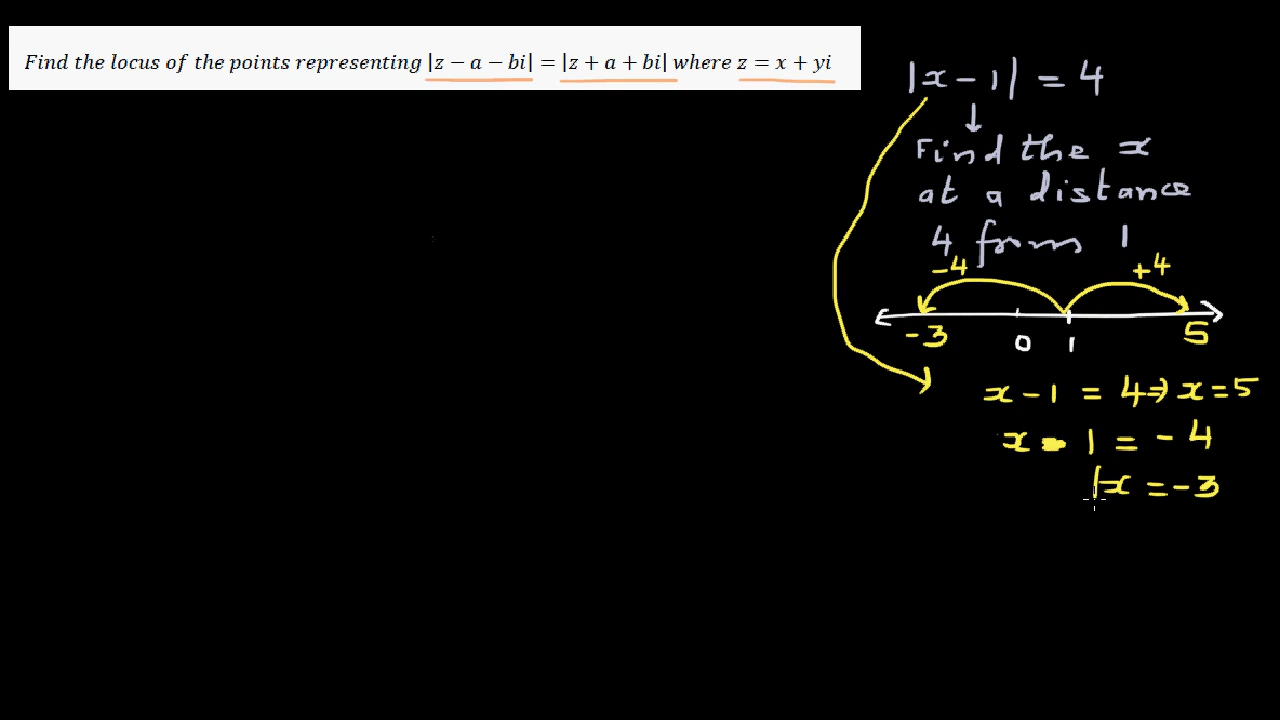 Find the locus of the points representing |z − a − bi| = |z + a + bi| where z = x + yi
|x - 1| = 4
Find the x
at a distance
4 from 1
-4 +4
-3 0 1 5
x - 1 = 4 ⇒ x = 5
x - 1 = - 4
x = -3